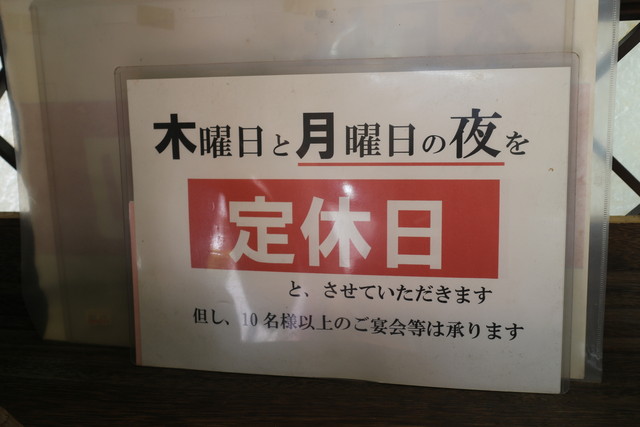 木曜日と月曜日の夜を
定休日
と、させていただきます
但し、10名様以上のご宴会等は承ります